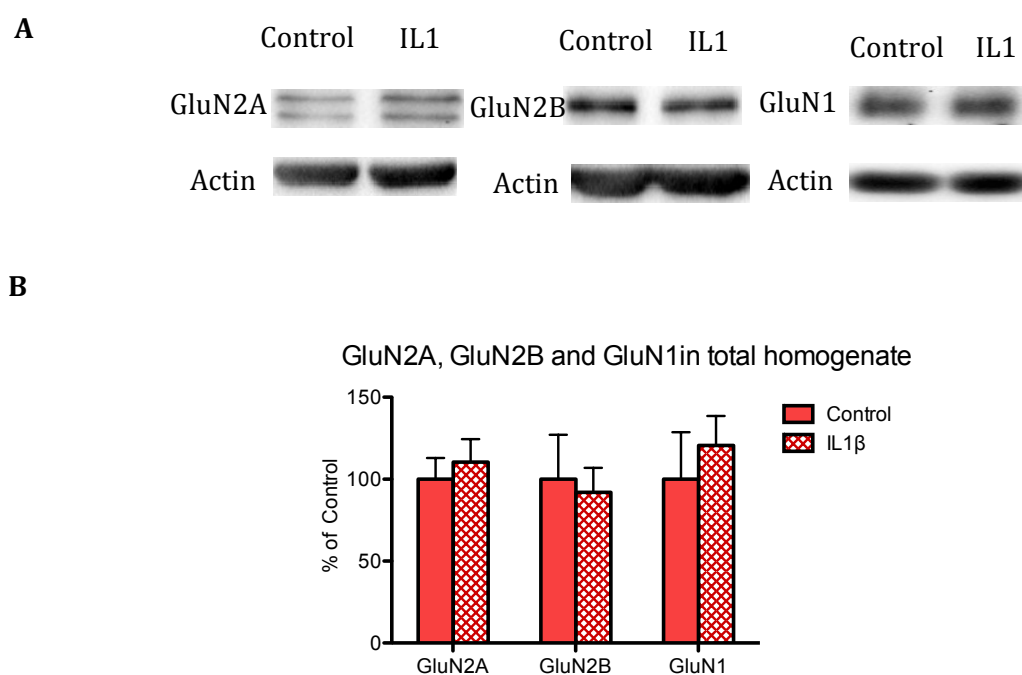 A
Control IL1 Control IL1 Control IL1
GluN2A GluN2B GluN1
Actin Actin Actin
B
GluN2A, GluN2B and GluN1in total homogenate
% of Control
150
100
50
0
GluN2A GluN2B GluN1
Control
IL1β